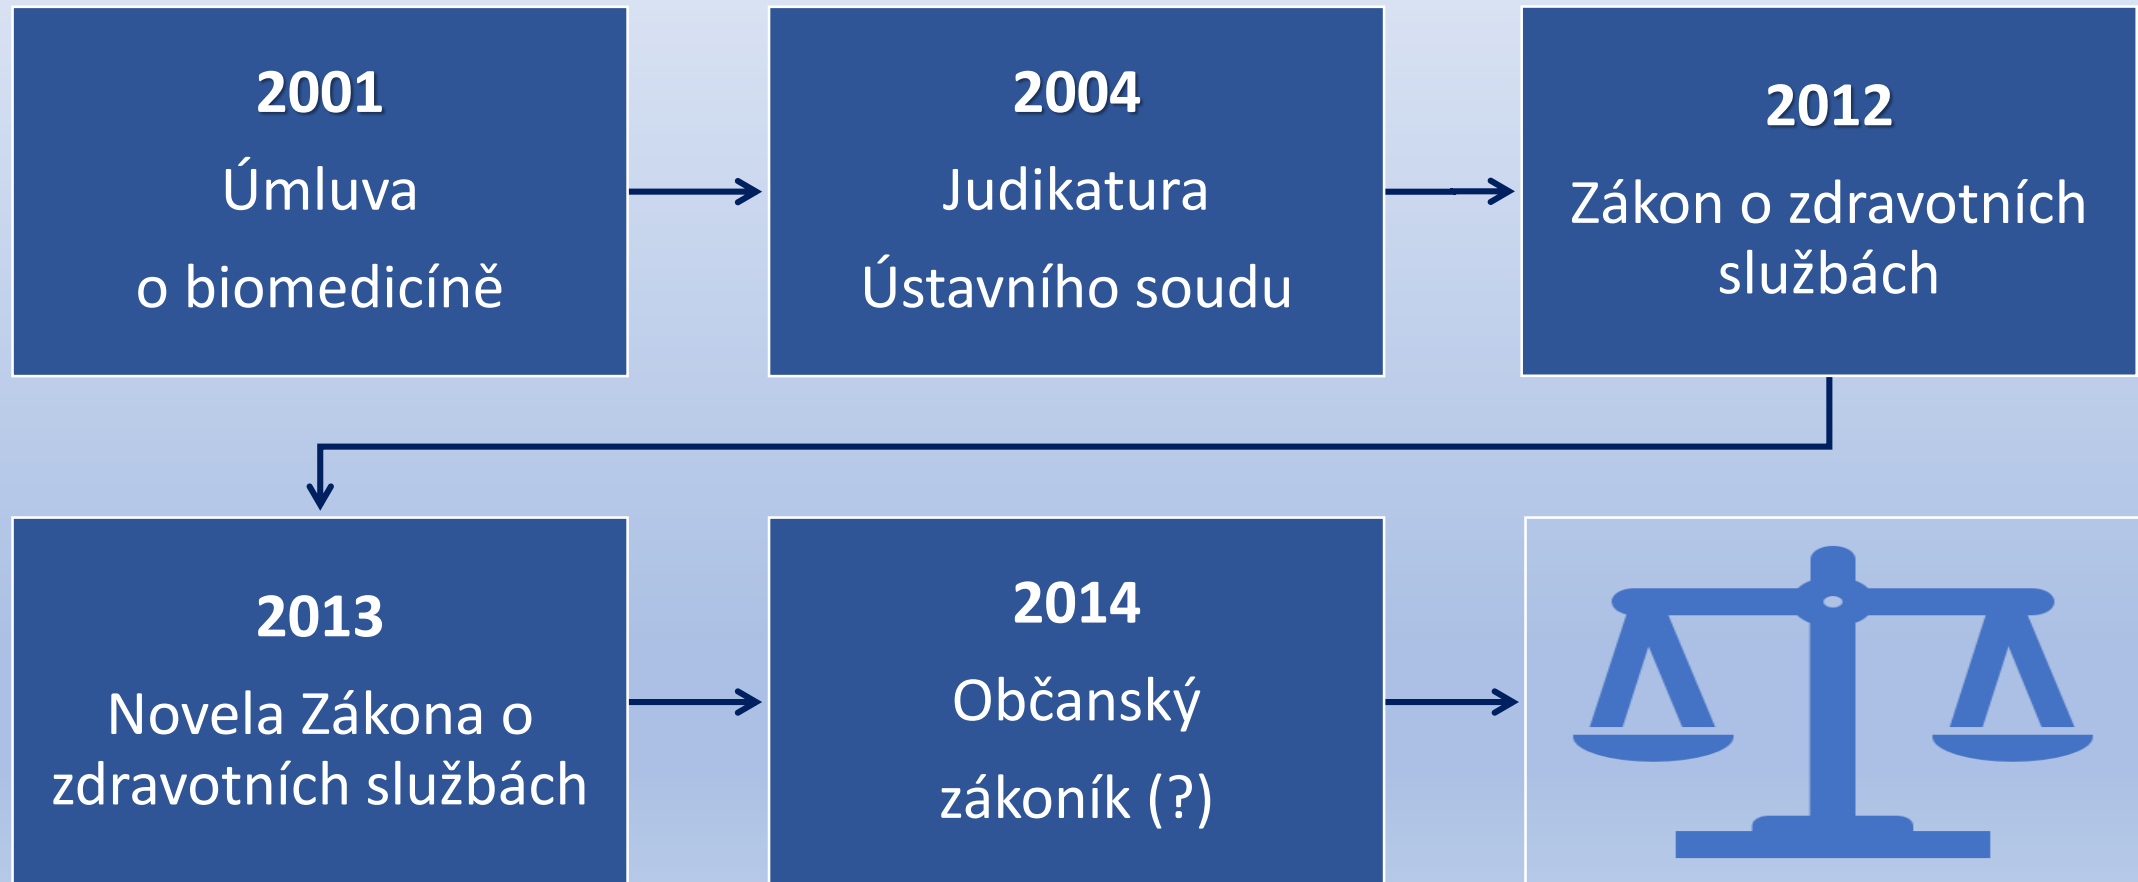 2001
Úmluva
o biomedicíně
2004
Judikatura
Ústavního soudu
2012
Zákon o zdravotních
službách
2013
Novela Zákona o
zdravotních službách
2014
Občanský
zákoník (?)